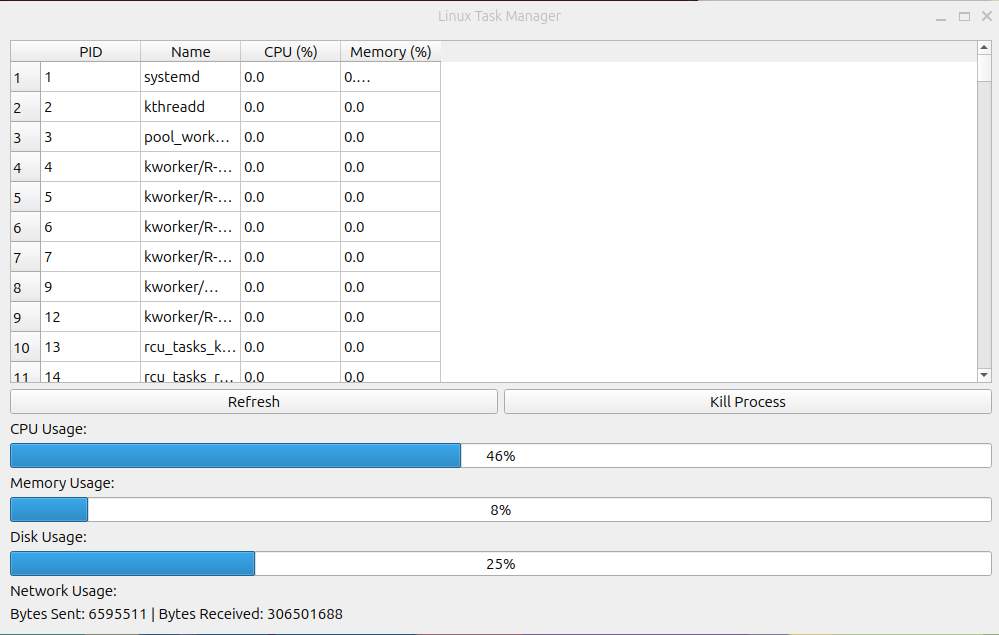 Linux Task Manager
PID Name CPU (%) Memory (%)
1 1 systemd 0.0 0....
2 2 kthreadd 0.0 0.0
3 3 pool_work... 0.0 0.0
4 4 kworker/R-... 0.0 0.0
5 5 kworker/R-... 0.0 0.0
6 6 kworker/R-... 0.0 0.0
7 7 kworker/R-... 0.0 0.0
8 9 kworker/... 0.0 0.0
9 12 kworker/R-... 0.0 0.0
10 13 rcu_tasks_k... 0.0 0.0
11 14 rcu_tasks_r... 0.0 0.0
Refresh Kill Process
CPU Usage:
46%
Memory Usage:
8%
Disk Usage:
25%
Network Usage:
Bytes Sent: 6595511 | Bytes Received: 306501688